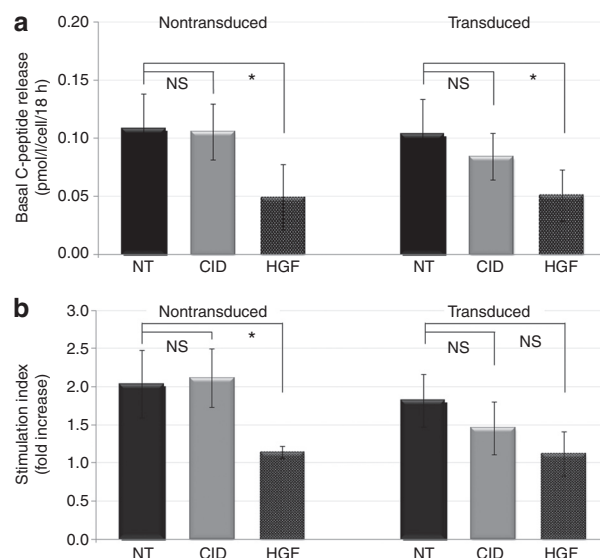 a
Nontransduced
Transduced
Basal C-peptide release
(pmol/l/cell/18 h)
0.20
0.15
0.10
0.05
0.00
NS
*
NS
*
NT
CID
HGF
NT
CID
HGF
b
Nontransduced
Transduced
Stimulation index
(fold increase)
3.0
2.5
2.0
1.5
1.0
0.5
0.0
NS
*
NS
NS
NT
CID
HGF
NT
CID
HGF